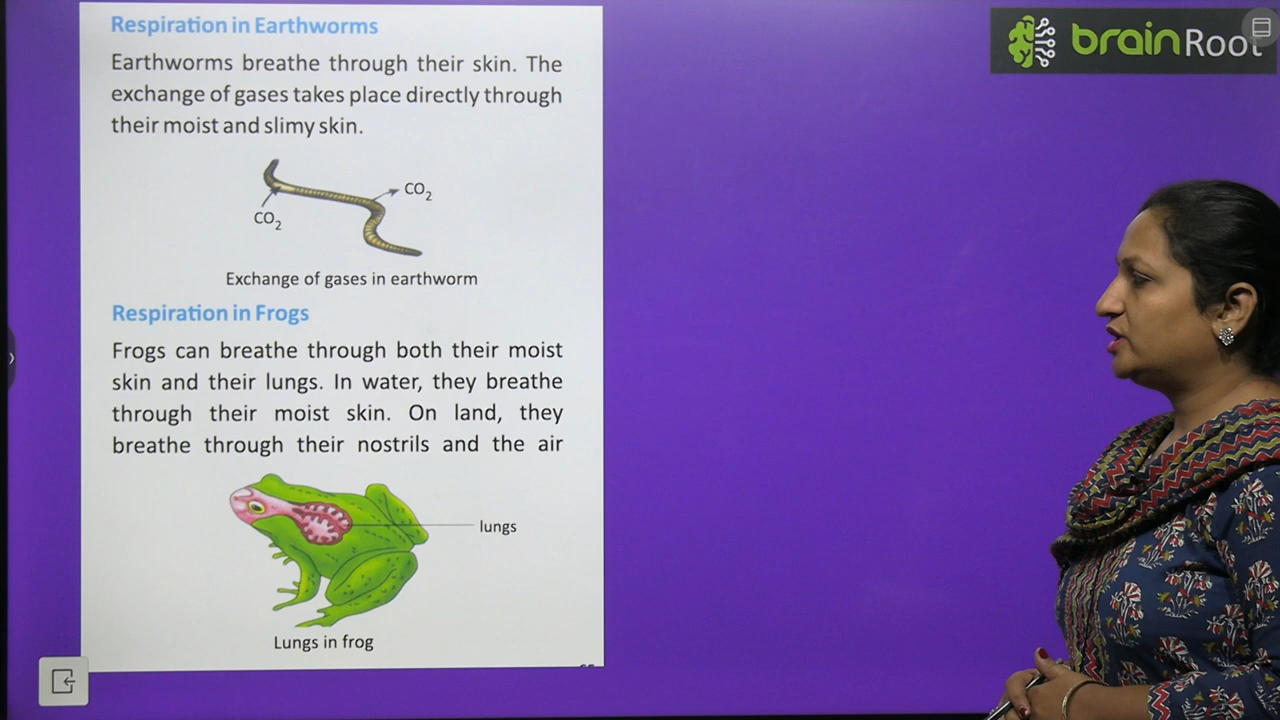 Respiration in Earthworms
Earthworms breathe through their skin. The
exchange of gases takes place directly through
their moist and slimy skin.
CO2
CO2
Exchange of gases in earthworm
Respiration in Frogs
Frogs can breathe through both their moist
skin and their lungs. In water, they breathe
through their moist skin. On land, they
breathe through their nostrils and the air
lungs
Lungs in frog
brainRoot